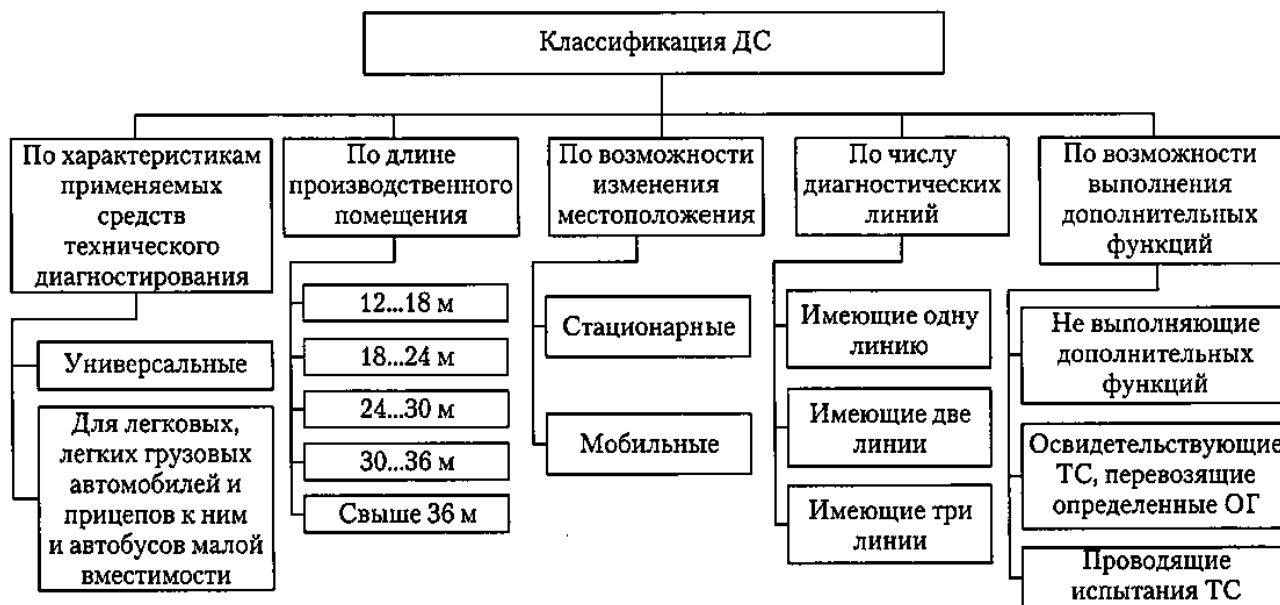 Классификация ДС
По характеристикам
применяемых
средств
технического
диагностирования
Универсальные
Для легковых,
легких грузовых
автомобилей и
прицепов к ним
и автобусов малой
вместимости
По длине
производственного
помещения
12...18 м
18...24 м
24...30 м
30...36 м
Свыше 36 м
По возможности
изменения
местоположения
Стационарные
Мобильные
По числу
диагностических
линий
Имеющие одну
линию
Имеющие две
линии
Имеющие три
линии
По возможности
выполнения
дополнительных
функций
Не выполняющие
дополнительных
функций
Освидетельствующие
ТС, перевозящие
определенные ОГ
Проводящие
испытания ТС